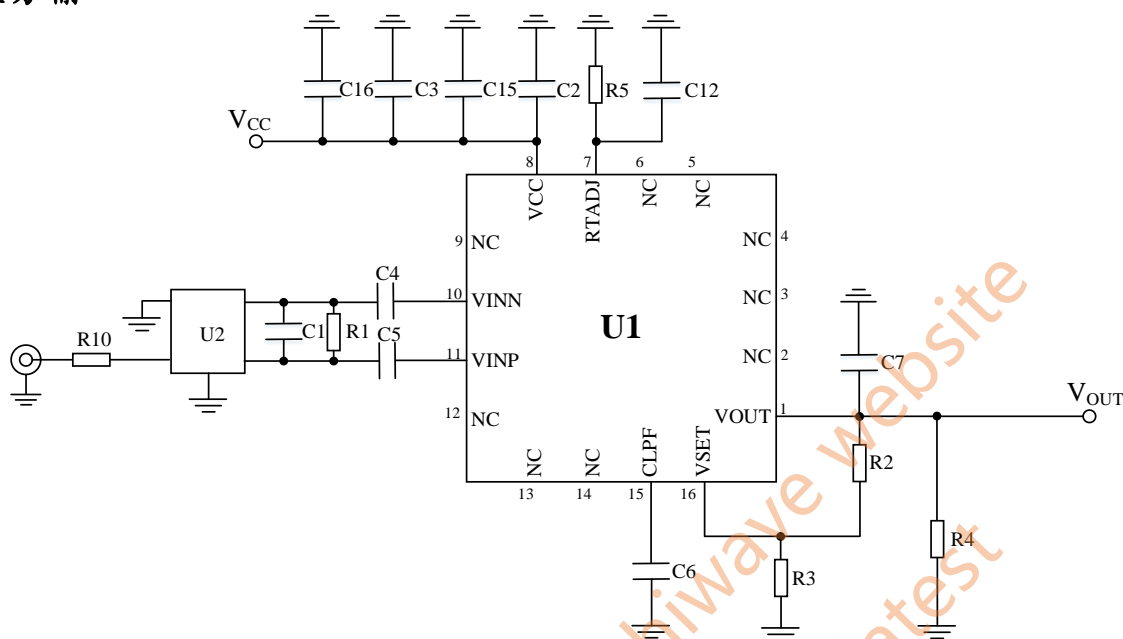 C16 C3 C15 C2 R5 C12
VCC
8 7 6 5
VCC RTADJ NC NC
9 NC NC 4
C4
10 VINN NC 3
U2 C1 R1 U1
R10 C5
11 VINP NC 2
C7
12 NC VOUT 1 VOUT
NC NC CLPF VSET
13 14 15 16
R2
R4
C6 R3
hiwave website
atest